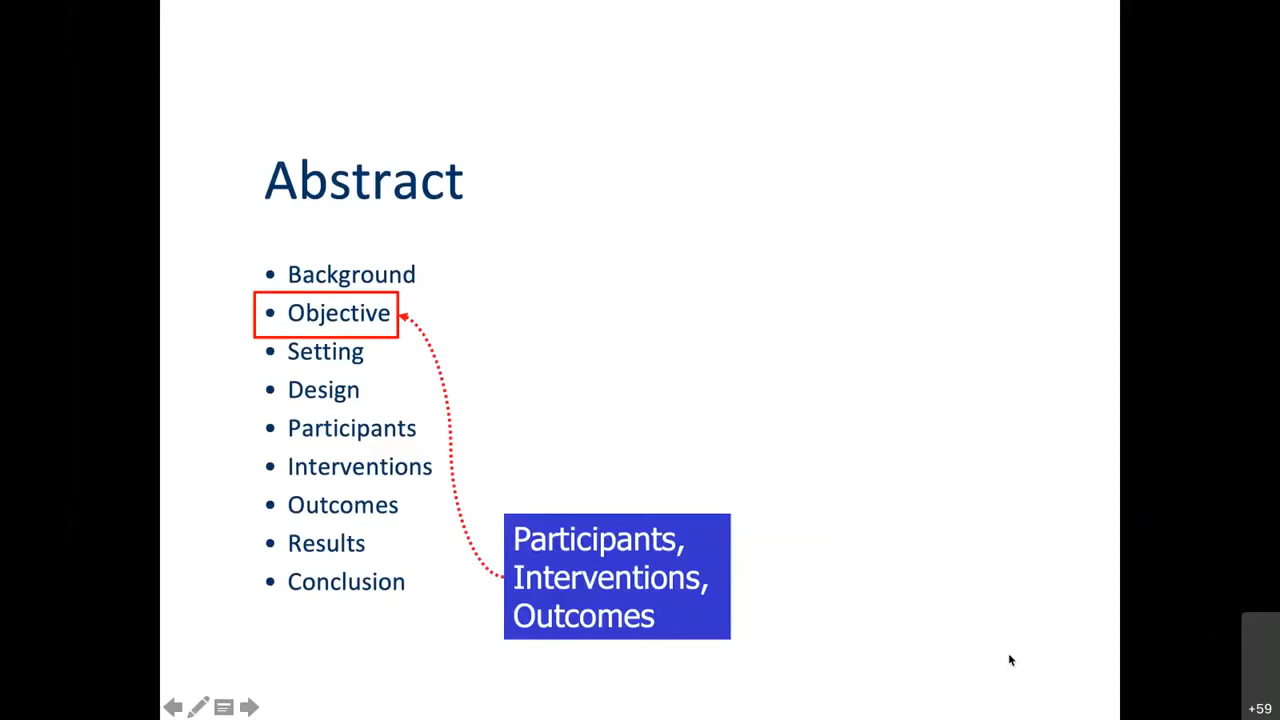 Abstract
• Background
• Objective
• Setting
• Design
• Participants
• Interventions
• Outcomes
• Results
• Conclusion
Participants,
Interventions,
Outcomes
+59